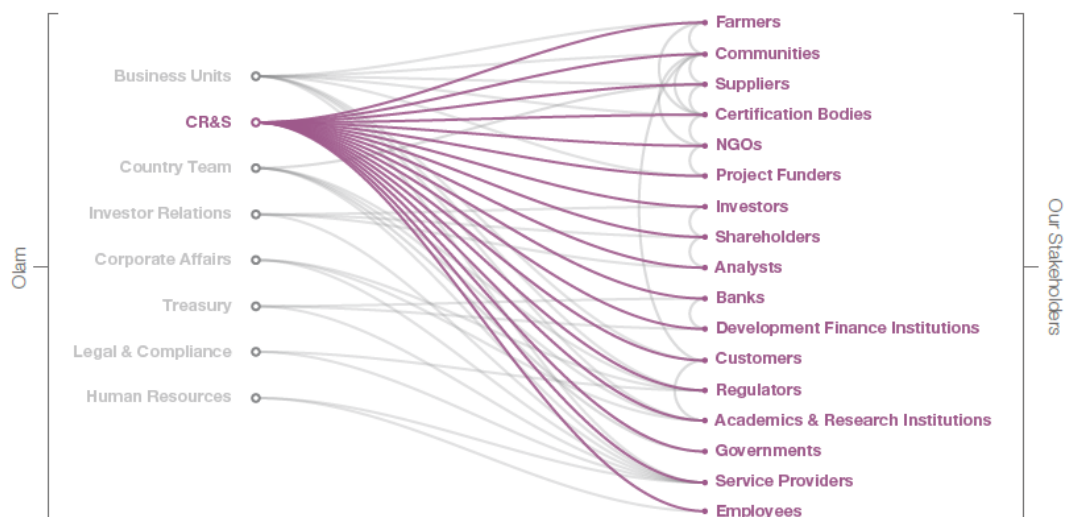 Olam
Business Units
CR&S
Country Team
Investor Relations
Corporate Affairs
Treasury
Legal & Compliance
Human Resources
Farmers
Communities
Suppliers
Certification Bodies
NGOs
Project Funders
Investors
Shareholders
Analysts
Banks
Development Finance Institutions
Customers
Regulators
Academics & Research Institutions
Governments
Service Providers
Employees
Our Stakeholders